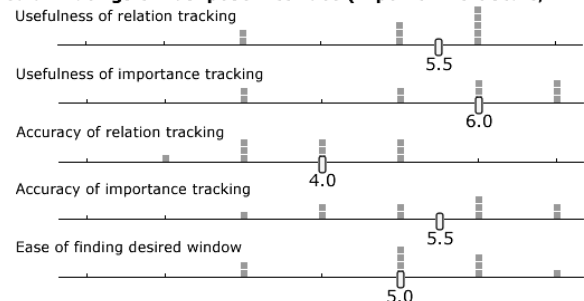 Usefulness of relation tracking
5.5
Usefulness of importance tracking
6.0
Accuracy of relation tracking
4.0
Accuracy of importance tracking
5.5
Ease of finding desired window
5.0